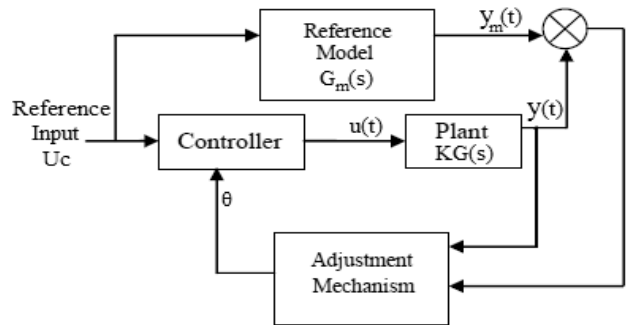 Reference
Model
G_m(s)
y_m(t)
Reference
Input
Uc
Controller
u(t)
Plant
KG(s)
y(t)
θ
Adjustment
Mechanism